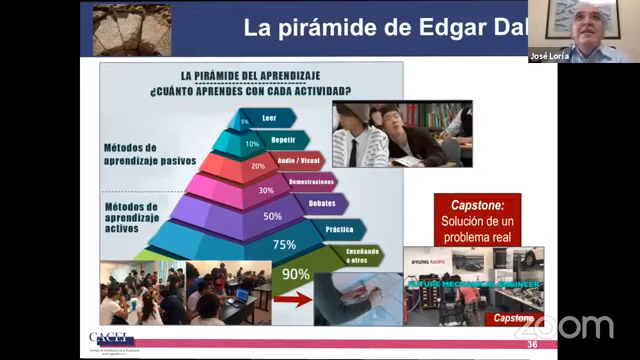 La pirámide de Edgar Dal
José Loría
LA PIRÁMIDE DEL APRENDIZAJE
¿CUÁNTO APRENDES CON CADA ACTIVIDAD?
Métodos de
aprendizaje pasivos
Métodos de
aprendizaje activos
5% Leer
10% Repetir
20% Audio / Visual
30% Demostraciones
50% Debates
75% Práctica
90% Enseñando
a otros
Capstone:
Solución de un
problema real
FUTURE MECHANICAL ENGINEER
Capstone
CACEI
36
zoom